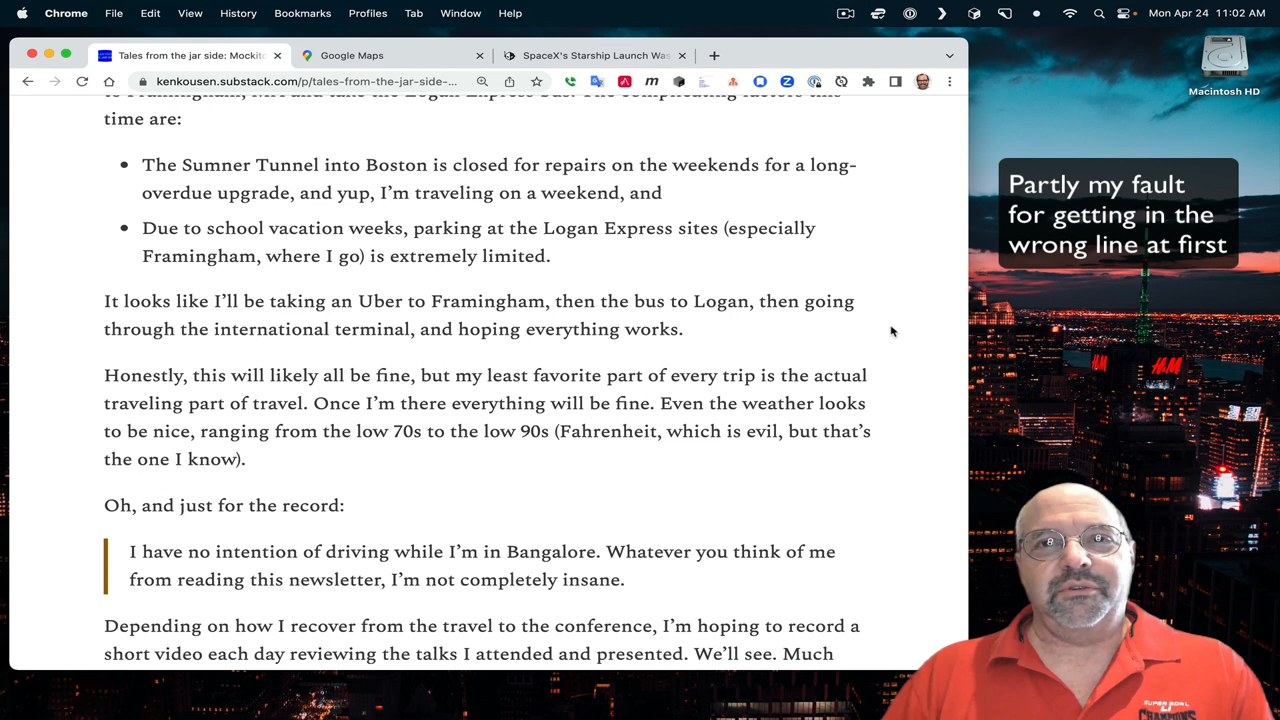 Chrome File Edit View History Bookmarks Profiles Tab Window Help Mon Apr 24 11:02 AM
Tales from the jar side: Mockito
Google Maps
SpaceX's Starship Launch Was
kenkousen.substack.com/p/tales-from-the-jar-side-...
Macintosh HD
time are:
• The Sumner Tunnel into Boston is closed for repairs on the weekends for a long-
overdue upgrade, and yup, I'm traveling on a weekend, and
• Due to school vacation weeks, parking at the Logan Express sites (especially
Framingham, where I go) is extremely limited.
It looks like I'll be taking an Uber to Framingham, then the bus to Logan, then going
through the international terminal, and hoping everything works.
Honestly, this will likely all be fine, but my least favorite part of every trip is the actual
traveling part of travel. Once I'm there everything will be fine. Even the weather looks
to be nice, ranging from the low 70s to the low 90s (Fahrenheit, which is evil, but that's
the one I know).
Oh, and just for the record:
I have no intention of driving while I'm in Bangalore. Whatever you think of me
from reading this newsletter, I'm not completely insane.
Depending on how I recover from the travel to the conference, I'm hoping to record a
short video each day reviewing the talks I attended and presented. We'll see. Much
Partly my fault
for getting in the
wrong line at first
H&M
H&M
SUPER BOWL
LI
CHAMPIONS